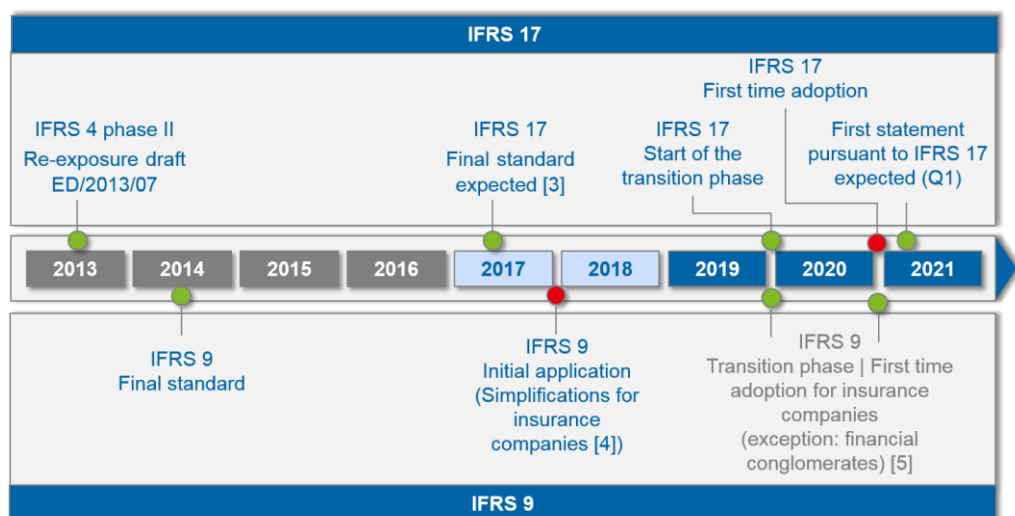 IFRS 17
IFRS 4 phase II
Re-exposure draft
ED/2013/07
IFRS 17
Final standard
expected [3]
IFRS 17
Start of the
transition phase
IFRS 17
First time adoption
First statement
pursuant to IFRS 17
expected (Q1)
2013
2014
2015
2016
2017
2018
2019
2020
2021
IFRS 9
Final standard
IFRS 9
Initial application
(Simplifications for
insurance
companies [4])
IFRS 9
Transition phase | First time
adoption for insurance
companies
(exception: financial
conglomerates) [5]
IFRS 9